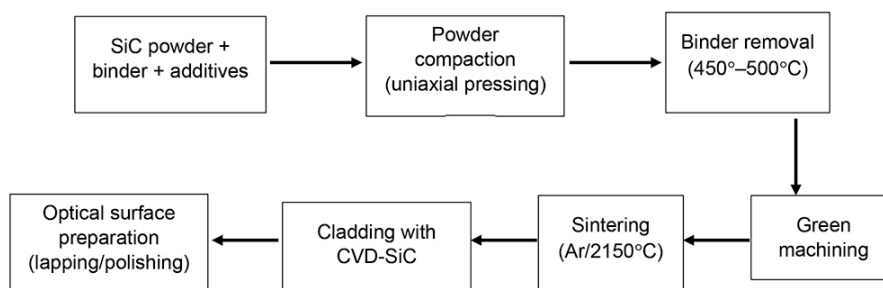 SiC powder +
binder + additives
Powder
compaction
(uniaxial pressing)
Binder removal
(450°–500°C)
Green
machining
Sintering
(Ar/2150°C)
Cladding with
CVD-SiC
Optical surface
preparation
(lapping/polishing)